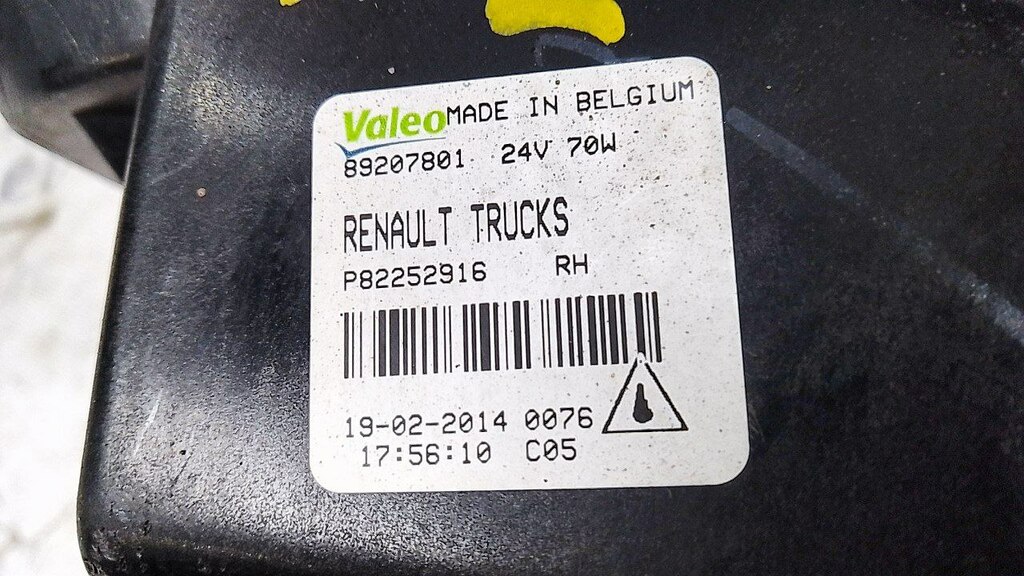 Valeo MADE IN BELGIUM
89207801 24V 70W
RENAULT TRUCKS
P82252916 RH
19-02-2014 0076
17:56:10 C05